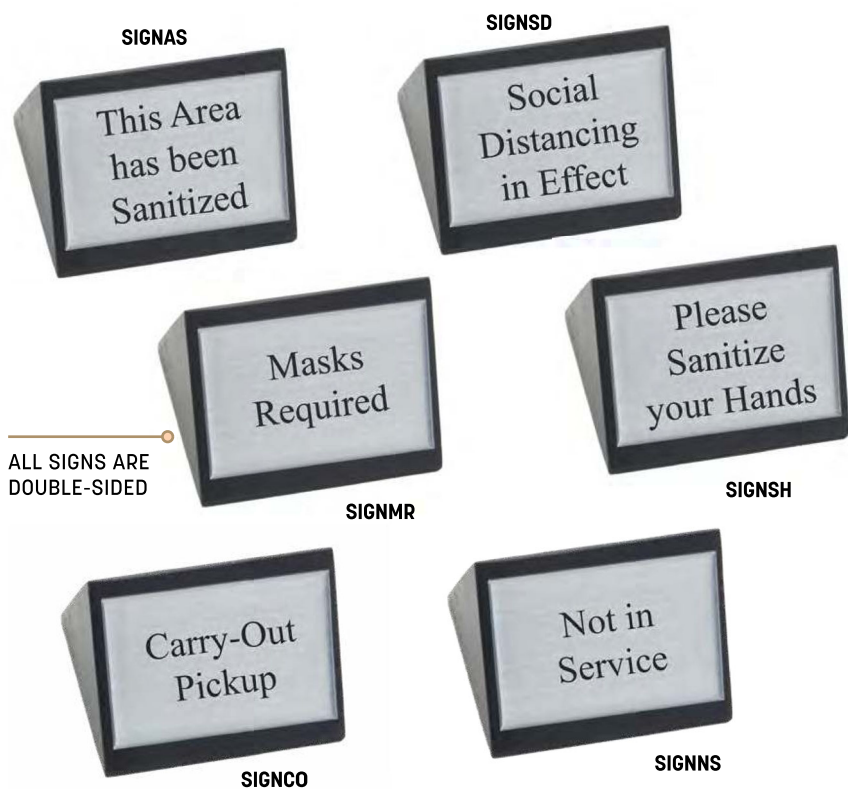 SIGNAS
This Area
has been
Sanitized
SIGNSD
Social
Distancing
in Effect
Masks
Required
SIGNMR
Please
Sanitize
your Hands
SIGNSH
ALL SIGNS ARE
DOUBLE-SIDED
Carry-Out
Pickup
SIGNCO
Not in
Service
SIGNNS